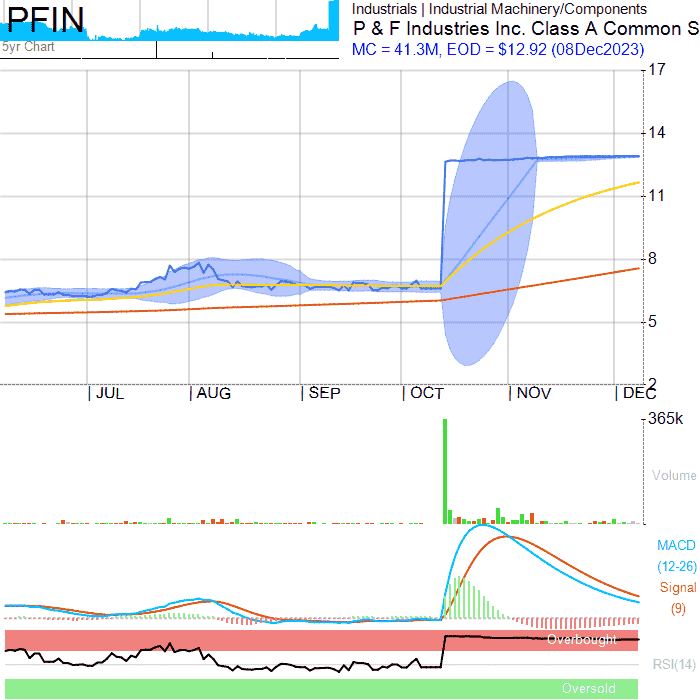 PFIN
5yr Chart
Industrials | Industrial Machinery/Components
P & F Industries Inc. Class A Common S
MC = 41.3M, EOD = $12.92 (08Dec2023)
17
14
11
8
5
2
JUL
AUG
SEP
OCT
NOV
DEC
365k
Volume
MACD
(12-26)
Signal
(9)
Overbought
RSI(14)
Oversold